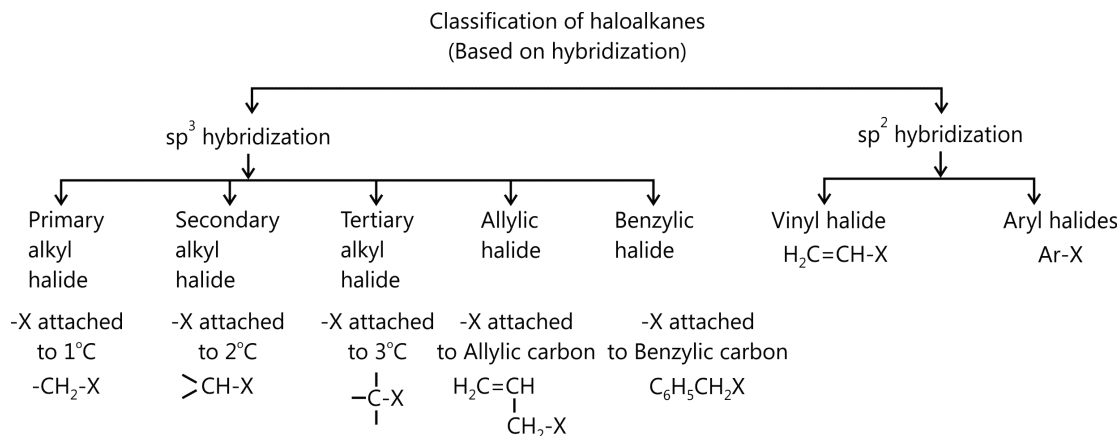 Classification of haloalkanes
(Based on hybridization)
sp³ hybridization
sp² hybridization
Primary
alkyl
halide
-X attached
to 1°C
-CH₂-X
Secondary
alkyl
halide
-X attached
to 2°C
>CH-X
Tertiary
alkyl
halide
-X attached
to 3°C
-C-X
Allylic
halide
-X attached
to Allylic carbon
H₂C=CH
CH₂-X
Benzylic
halide
-X attached
to Benzylic carbon
C₆H₅CH₂X
Vinyl halide
H₂C=CH-X
Aryl halides
Ar-X